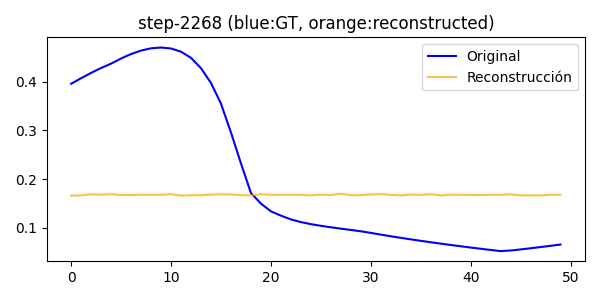 step-2268 (blue:GT, orange:reconstructed)
Original
Reconstrucción
0.4
0.3
0.2
0.1
0 10 20 30 40 50